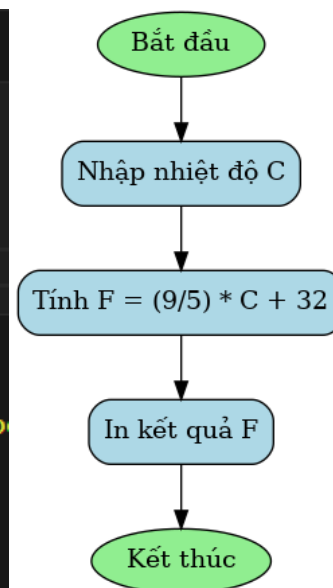 Bắt đầu
Nhập nhiệt độ C
Tính F = (9/5) * C + 32
In kết quả F
Kết thúc